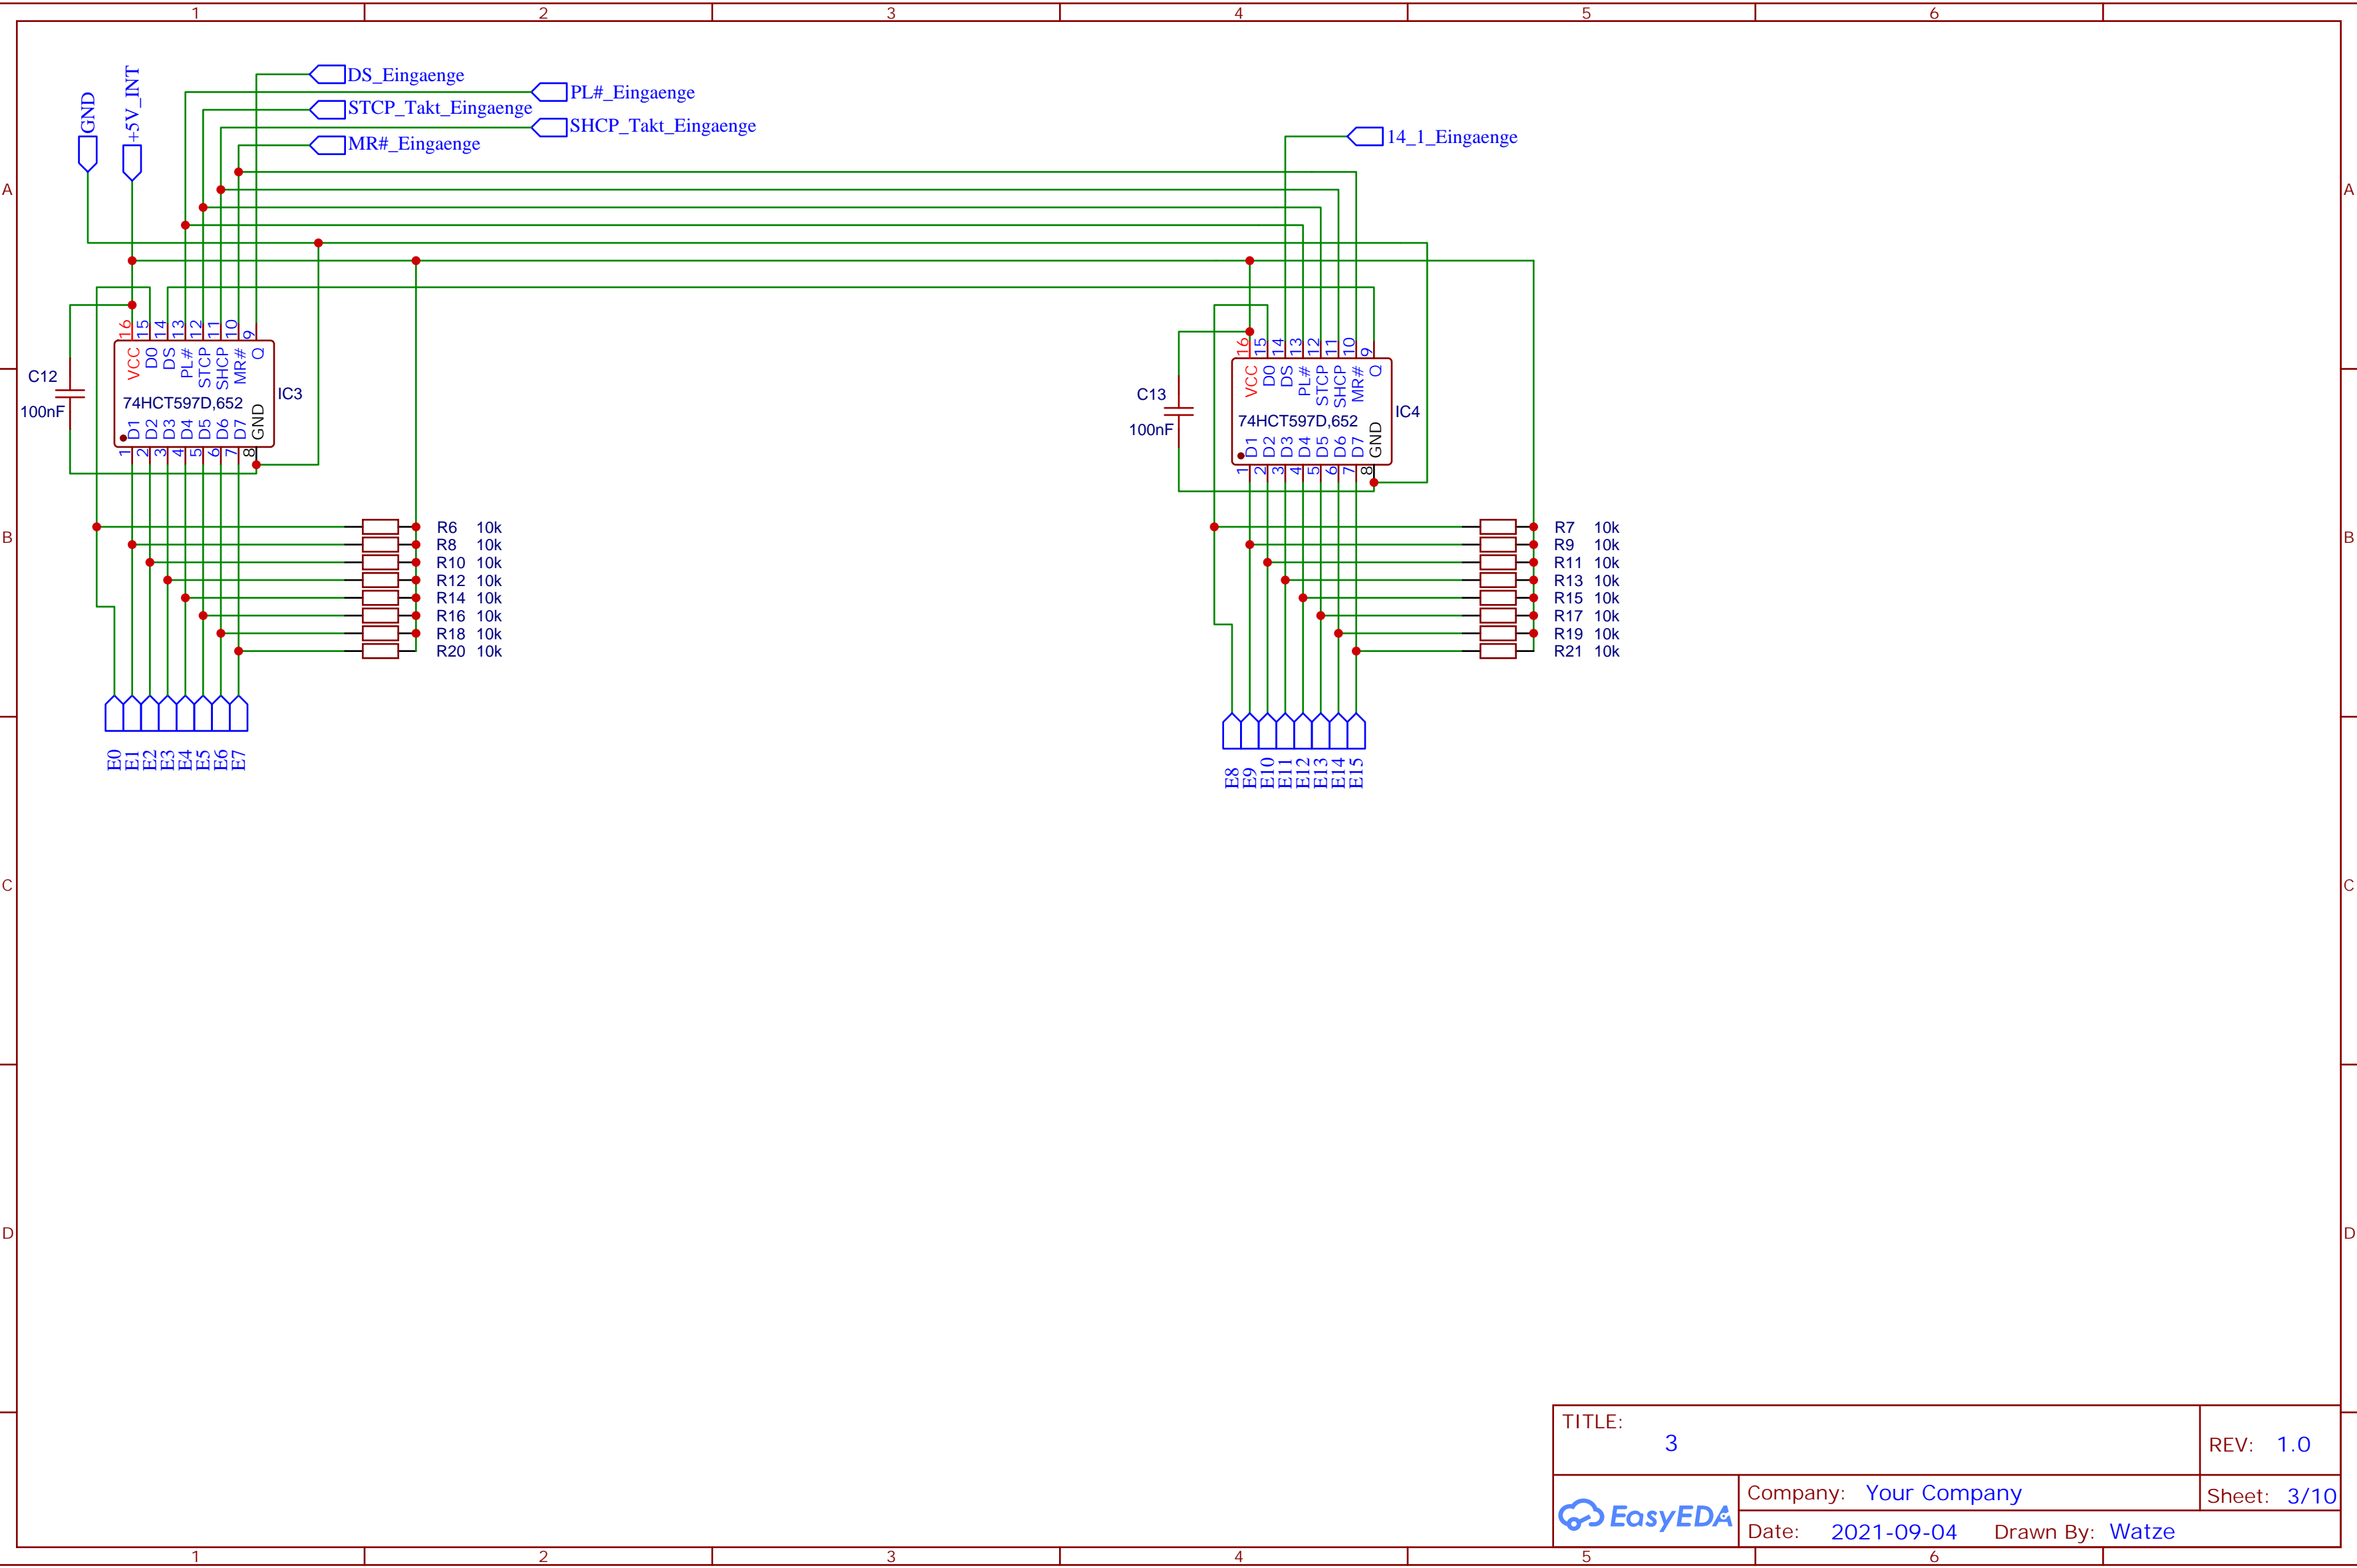 1 2 3 4 5 6
DS_Eingaenge
PL#_Eingaenge
STCP_Takt_Eingaenge
SHCP_Takt_Eingaenge
MR#_Eingaenge
14_1_Eingaenge
GND
+5V_INT
A A
16 15 14 13 12 11 10 9
VCC D0 DS PL# STCP SHCP MR# Q
C12
100nF
74HCT597D,652
IC3
D1 D2 D3 D4 D5 D6 D7 GND
1 2 3 4 5 6 7 8
16 15 14 13 12 11 10 9
VCC D0 DS PL# STCP SHCP MR# Q
C13
100nF
74HCT597D,652
IC4
D1 D2 D3 D4 D5 D6 D7 GND
1 2 3 4 5 6 7 8
B B
R6 10k
R8 10k
R10 10k
R12 10k
R14 10k
R16 10k
R18 10k
R20 10k
R7 10k
R9 10k
R11 10k
R13 10k
R15 10k
R17 10k
R19 10k
R21 10k
E0 E1 E2 E3 E4 E5 E6 E7
E8 E9 E10 E11 E12 E13 E14 E15
C C
D D
TITLE:
3
REV: 1.0
EasyEDA
Company: Your Company
Sheet: 3/10
Date: 2021-09-04 Drawn By: Watze
1 2 3 4 5 6